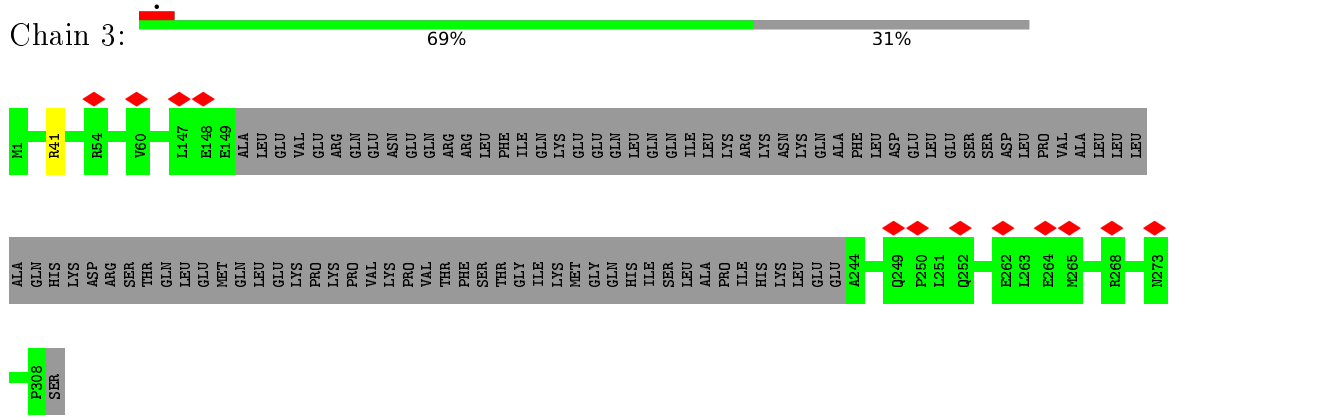 Chain 3:
69% 31%
M1 R41 R54 V60 L147 E148 E149 ALA LEU GLU VAL GLU ARG GLN GLU ASN GLU GLN ARG ARG LEU PHE ILE GLN LYS GLU GLU GLN LEU GLN GLN ILE LEU LYS ARG LYS ASN LYS GLN ALA PHE LEU ASP GLU LEU GLU SER SER ASP LEU PRO VAL ALA LEU LEU LEU
ALA GLN HIS LYS ASP ARG SER THR GLN LEU GLU MET GLN LEU GLU LYS PRO LYS PRO VAL LYS PRO VAL THR PHE SER THR GLY ILE LYS MET GLY GLN HIS ILE SER LEU ALA PRO ILE HIS LYS LEU GLU GLU A244 Q249 P250 L251 Q252 E262 L263 E264 M265 R268 N273
P308 SER